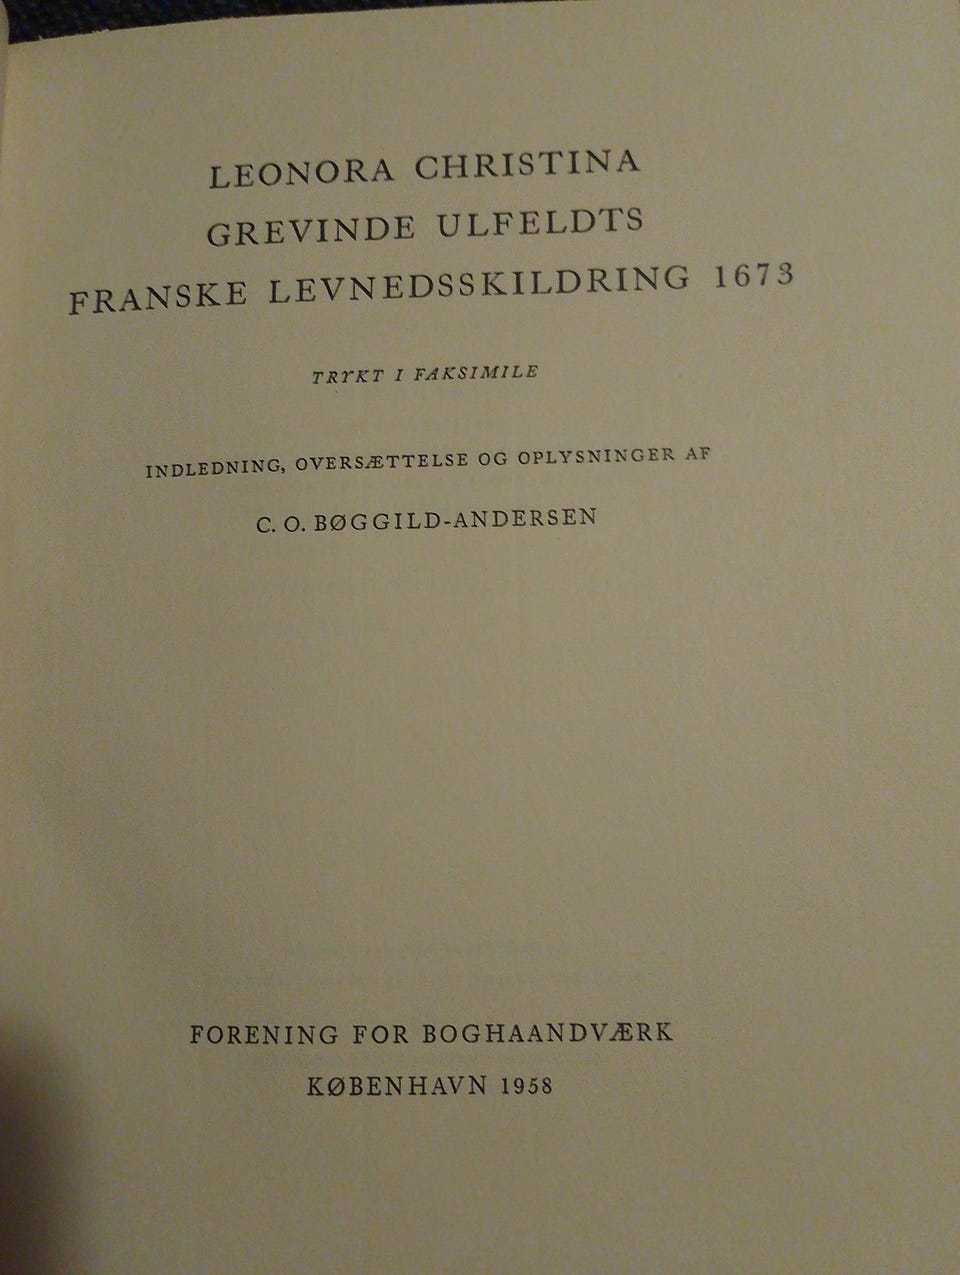 LEONORA CHRISTINA
GREVINDE ULFELDTS
FRANSKE LEVNEDSSKILDRING 1673
TRYKT I FAKSIMILE
INDLEDNING, OVERSÆTTELSE OG OPLYSNINGER AF
C. O. BØGGILD-ANDERSEN
FORENING FOR BOGHAANDVÆRK
KØBENHAVN 1958